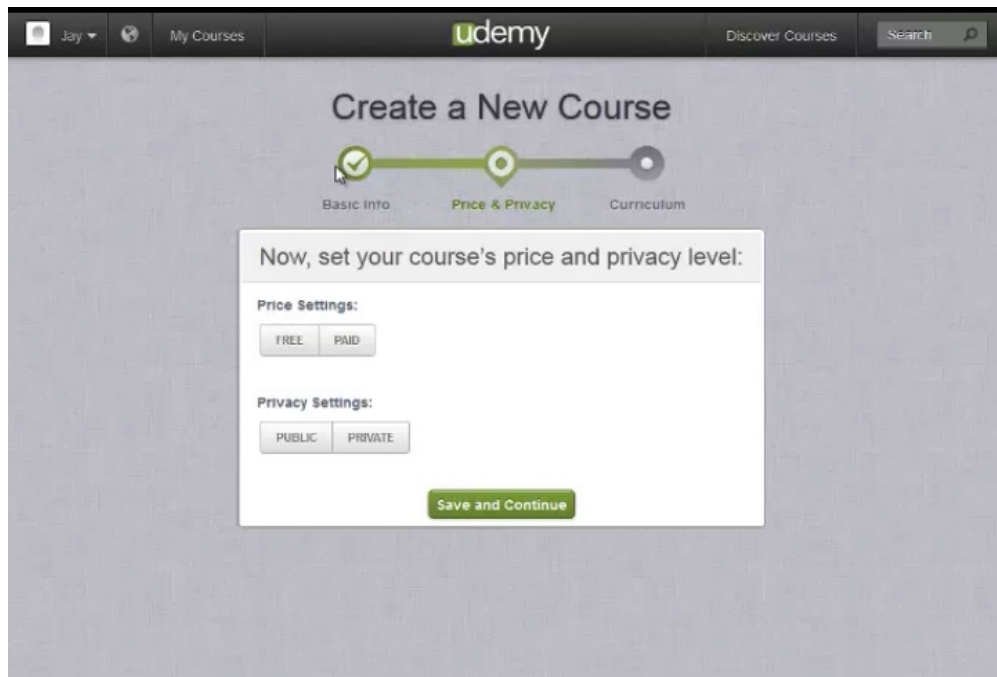 Jay My Courses udemy Discover Courses Search
Create a New Course
Basic Info Price & Privacy Curriculum
Now, set your course's price and privacy level:
Price Settings:
FREE PAID
Privacy Settings:
PUBLIC PRIVATE
Save and Continue